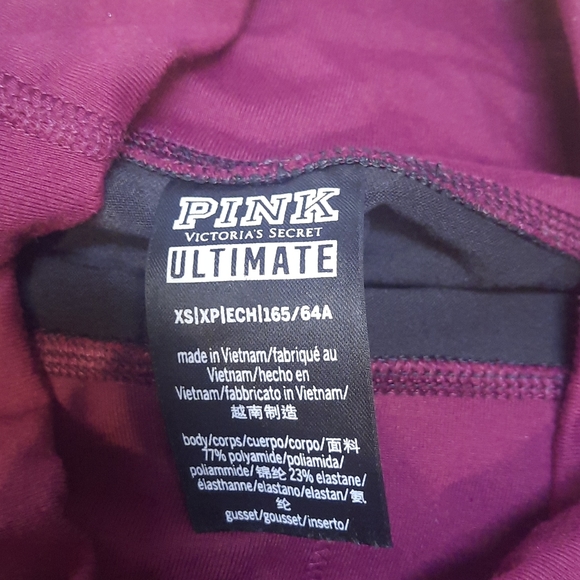 PINK
VICTORIA'S SECRET
ULTIMATE
XS|XP|ECH|165/64A
made in Vietnam/fabriqué au
Vietnam/hecho en
Vietnam/fabbricato in Vietnam/
越南制造
body/corps/cuerpo/corpo/面料
77% polyamide/poliamida/
poliammide/锦纶 23% elastane/
élasthanne/elastano/elastan/氨
纶
gusset/gousset/inserto/